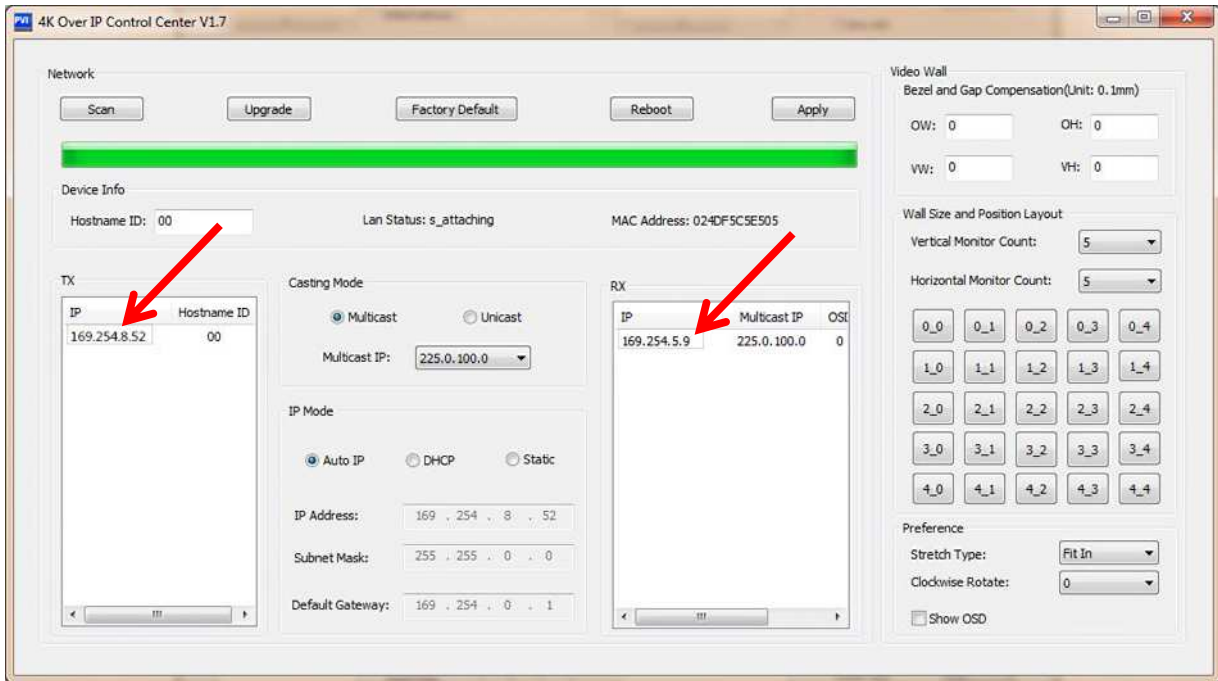 PVI 4K Over IP Control Center V1.7
Network
Scan Upgrade Factory Default Reboot Apply
Device Info
Hostname ID: 00 Lan Status: s_attaching MAC Address: 024DF5C5E505
TX
IP Hostname ID
169.254.8.52 00
Casting Mode
Multicast Unicast
Multicast IP: 225.0.100.0
IP Mode
Auto IP DHCP Static
IP Address: 169 . 254 . 8 . 52
Subnet Mask: 255 . 255 . 0 . 0
Default Gateway: 169 . 254 . 0 . 1
RX
IP Multicast IP OSD
169.254.5.9 225.0.100.0 0
Video Wall
Bezel and Gap Compensation(Unit: 0.1mm)
OW: 0 OH: 0
VW: 0 VH: 0
Wall Size and Position Layout
Vertical Monitor Count: 5
Horizontal Monitor Count: 5
0_0 0_1 0_2 0_3 0_4
1_0 1_1 1_2 1_3 1_4
2_0 2_1 2_2 2_3 2_4
3_0 3_1 3_2 3_3 3_4
4_0 4_1 4_2 4_3 4_4
Preference
Stretch Type: Fit In
Clockwise Rotate: 0
Show OSD